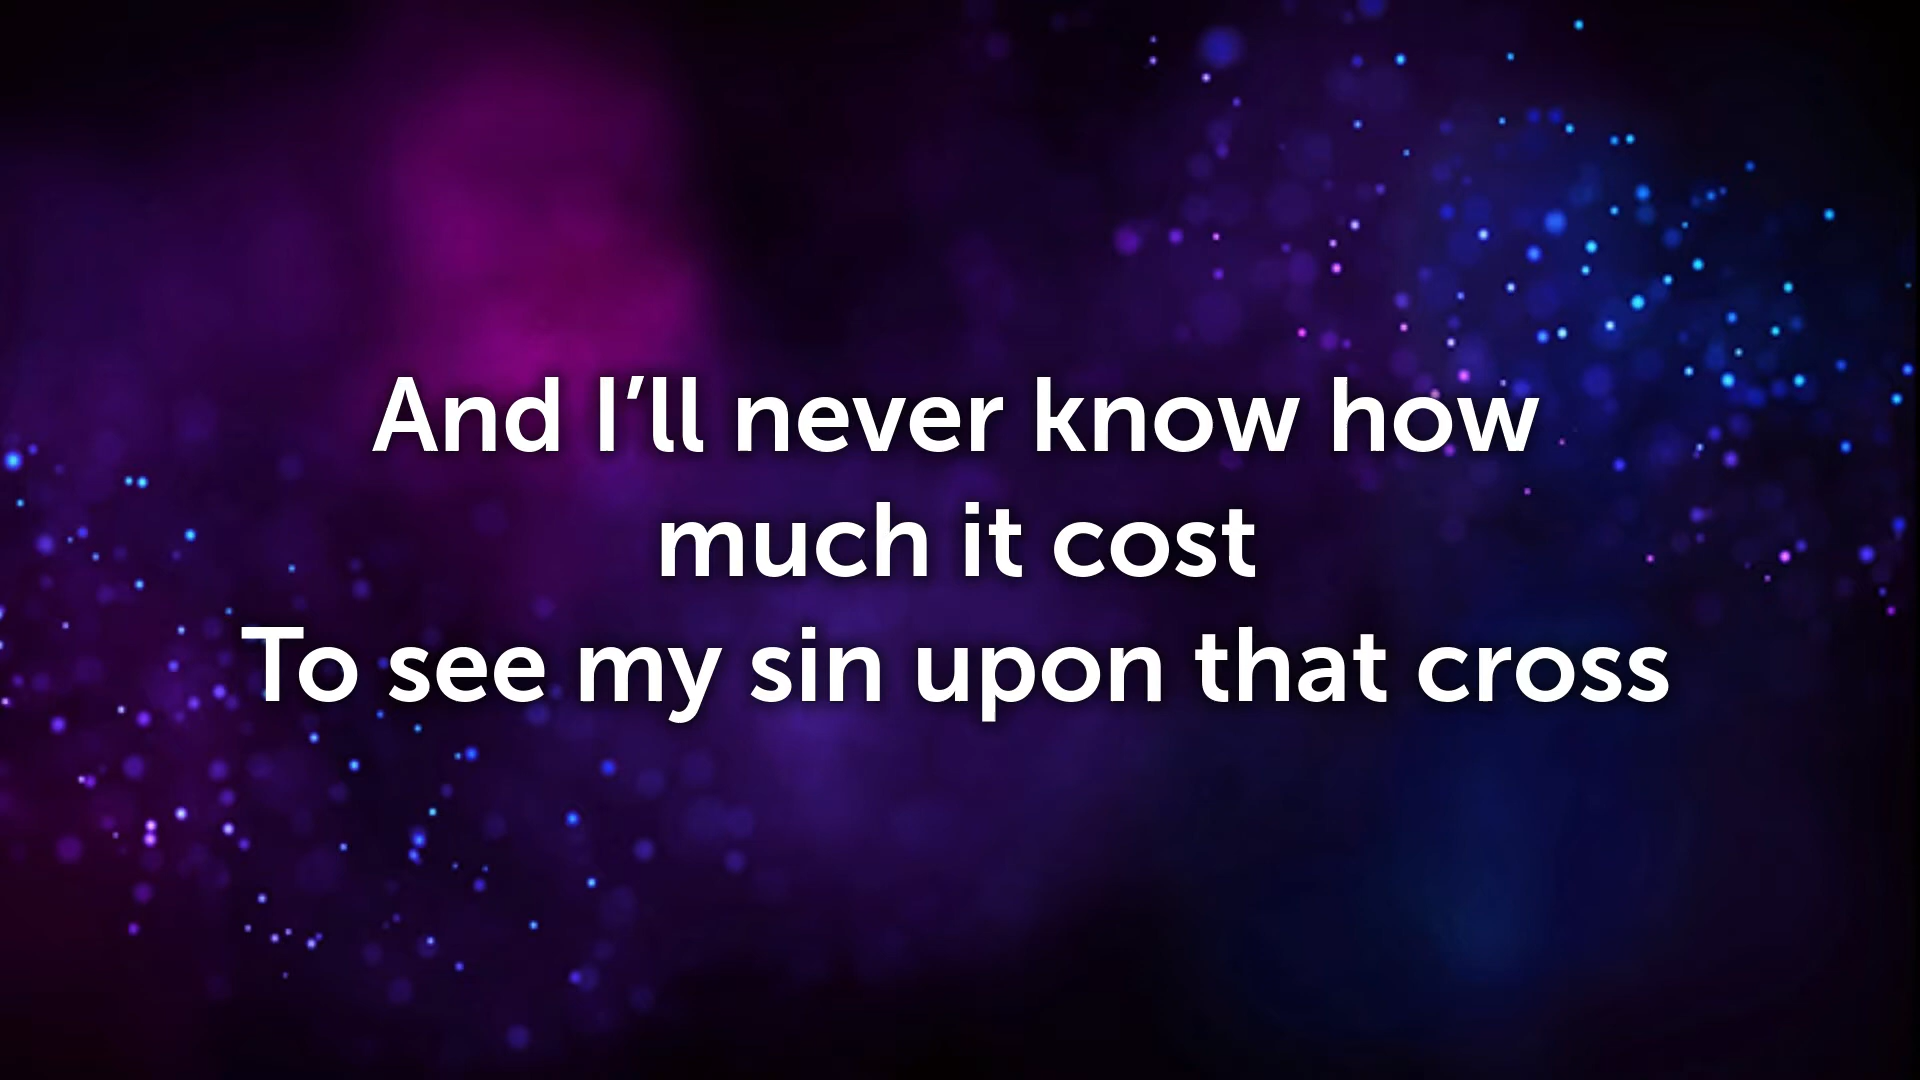 And I’ll never know how
much it cost
To see my sin upon that cross